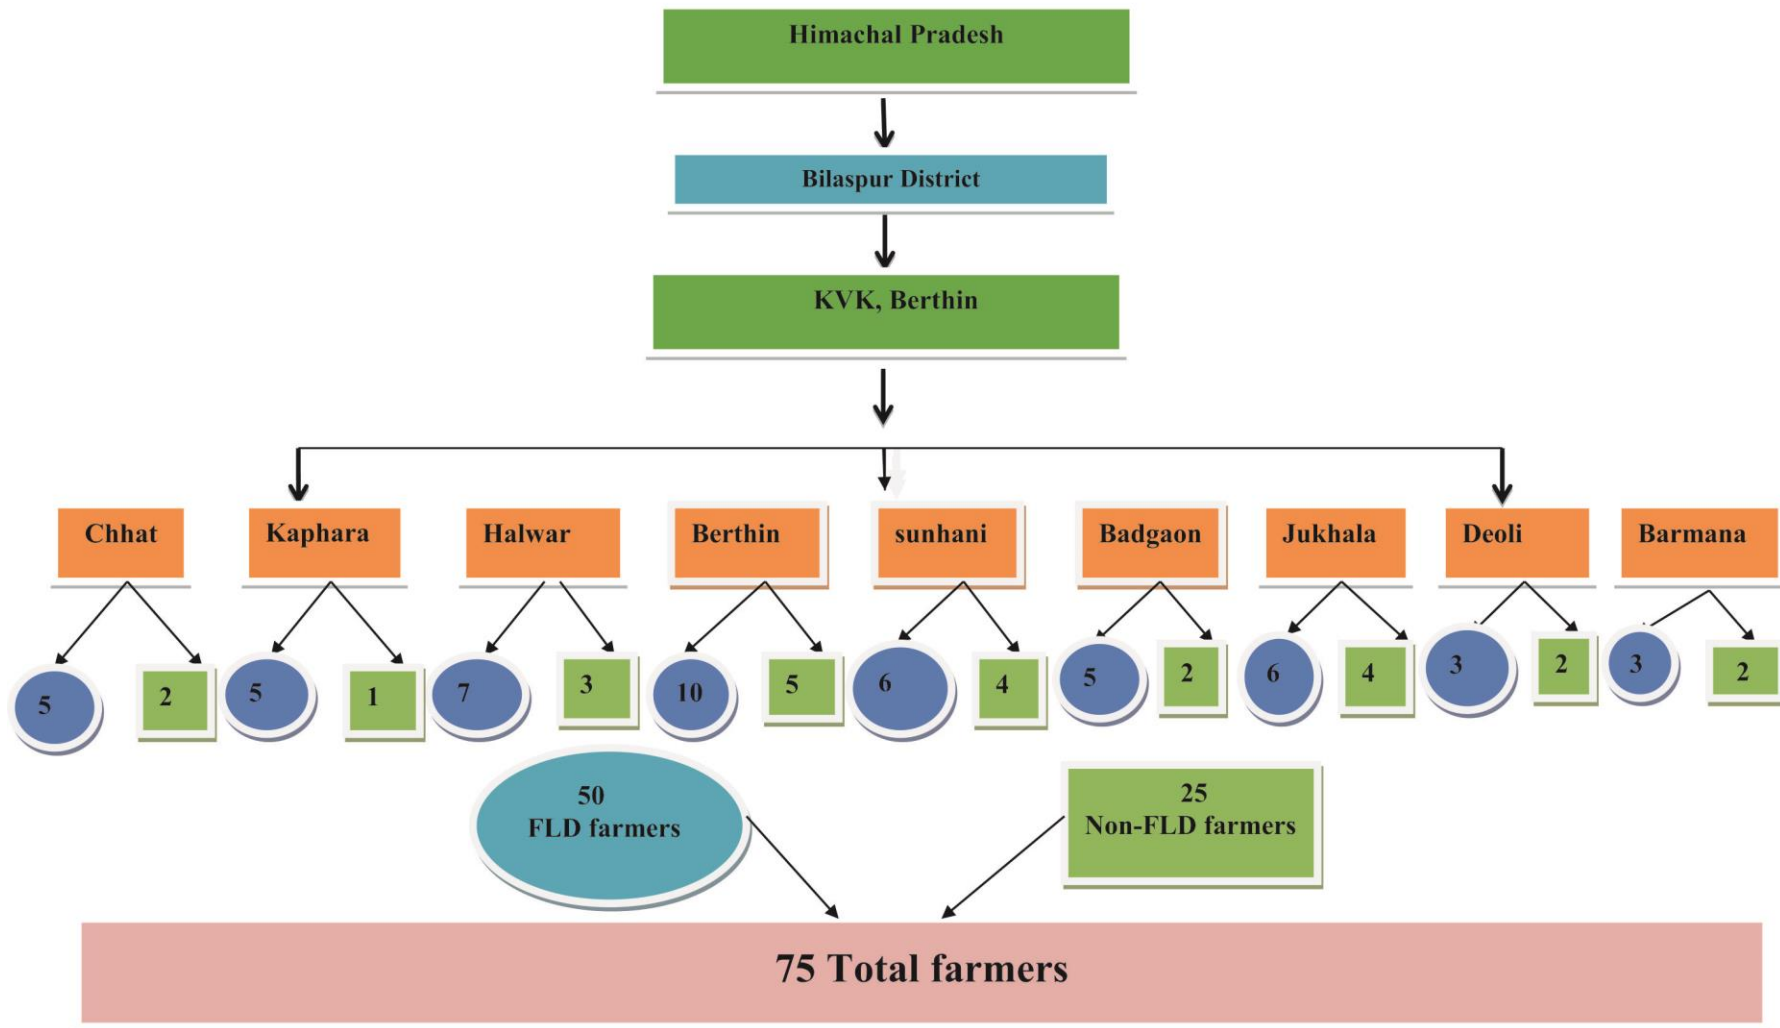 Himachal Pradesh
Bilaspur District
KVK, Berthin
Chhat
Kaphara
Halwar
Berthin
sunhani
Badgaon
Jukhala
Deoli
Barmana
5
2
5
1
7
3
10
5
6
4
5
2
6
4
3
2
3
2
50
FLD farmers
25
Non-FLD farmers
75 Total farmers